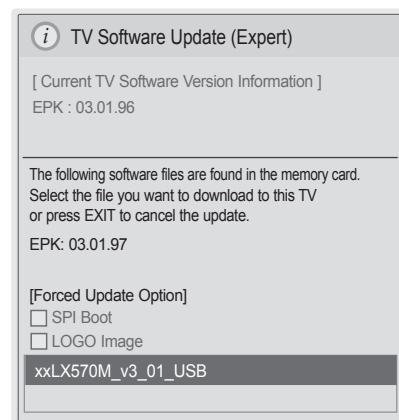 i TV Software Update (Expert)
[ Current TV Software Version Information ]
EPK : 03.01.96
The following software files are found in the memory card.
Select the file you want to download to this TV
or press EXIT to cancel the update.
EPK: 03.01.97
[Forced Update Option]
SPI Boot
LOGO Image
xxLX570M_v3_01_USB